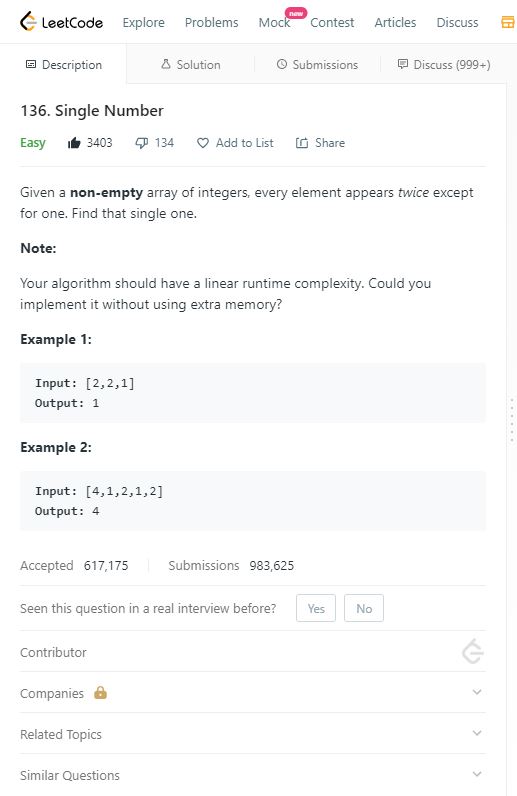 LeetCode Explore Problems Mock new Contest Articles Discuss
Description Solution Submissions Discuss (999+)
136. Single Number
Easy 3403 134 Add to List Share
Given a non-empty array of integers, every element appears twice except
for one. Find that single one.
Note:
Your algorithm should have a linear runtime complexity. Could you
implement it without using extra memory?
Example 1:
Input: [2,2,1]
Output: 1
Example 2:
Input: [4,1,2,1,2]
Output: 4
Accepted 617,175 Submissions 983,625
Seen this question in a real interview before? Yes No
Contributor
Companies
Related Topics
Similar Questions